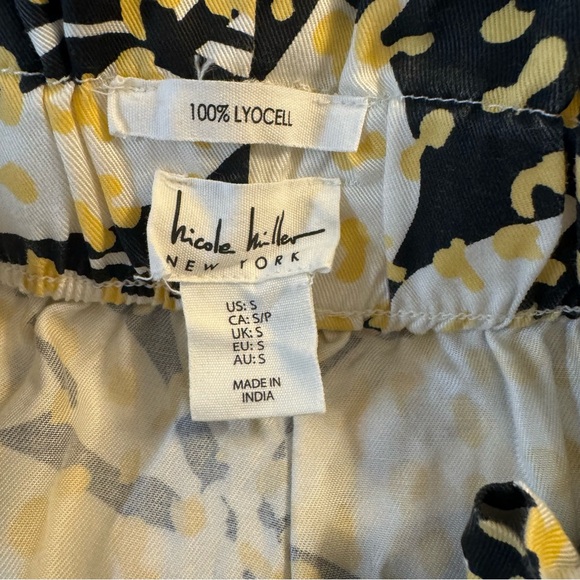 100% LYOCELL
nicole miller
NEW YORK
US: S
CA: S/P
UK: S
EU: S
AU: S
MADE IN
INDIA